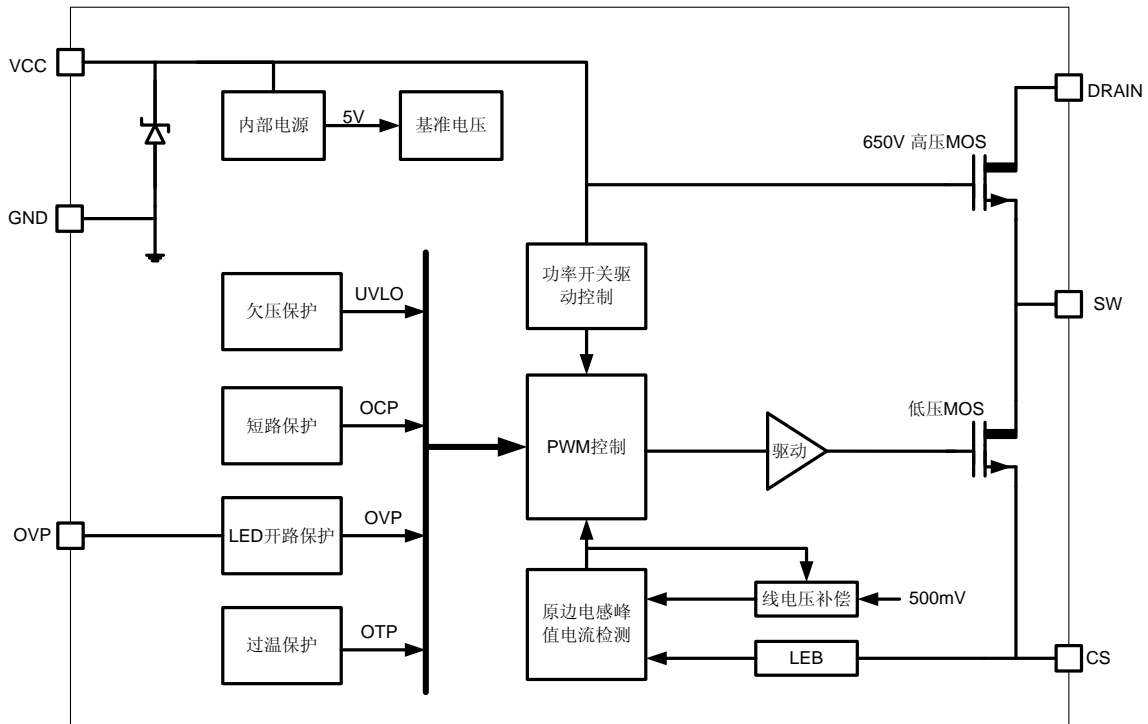 VCC
DRAIN
内部电源
5V
基准电压
650V 高压MOS
GND
功率开关驱
动控制
UVLO
欠压保护
SW
短路保护
OCP
PWM控制
驱动
低压MOS
OVP
LED开路保护
OVP
原边电感峰
值电流检测
线电压补偿
500mV
过温保护
OTP
LEB
CS